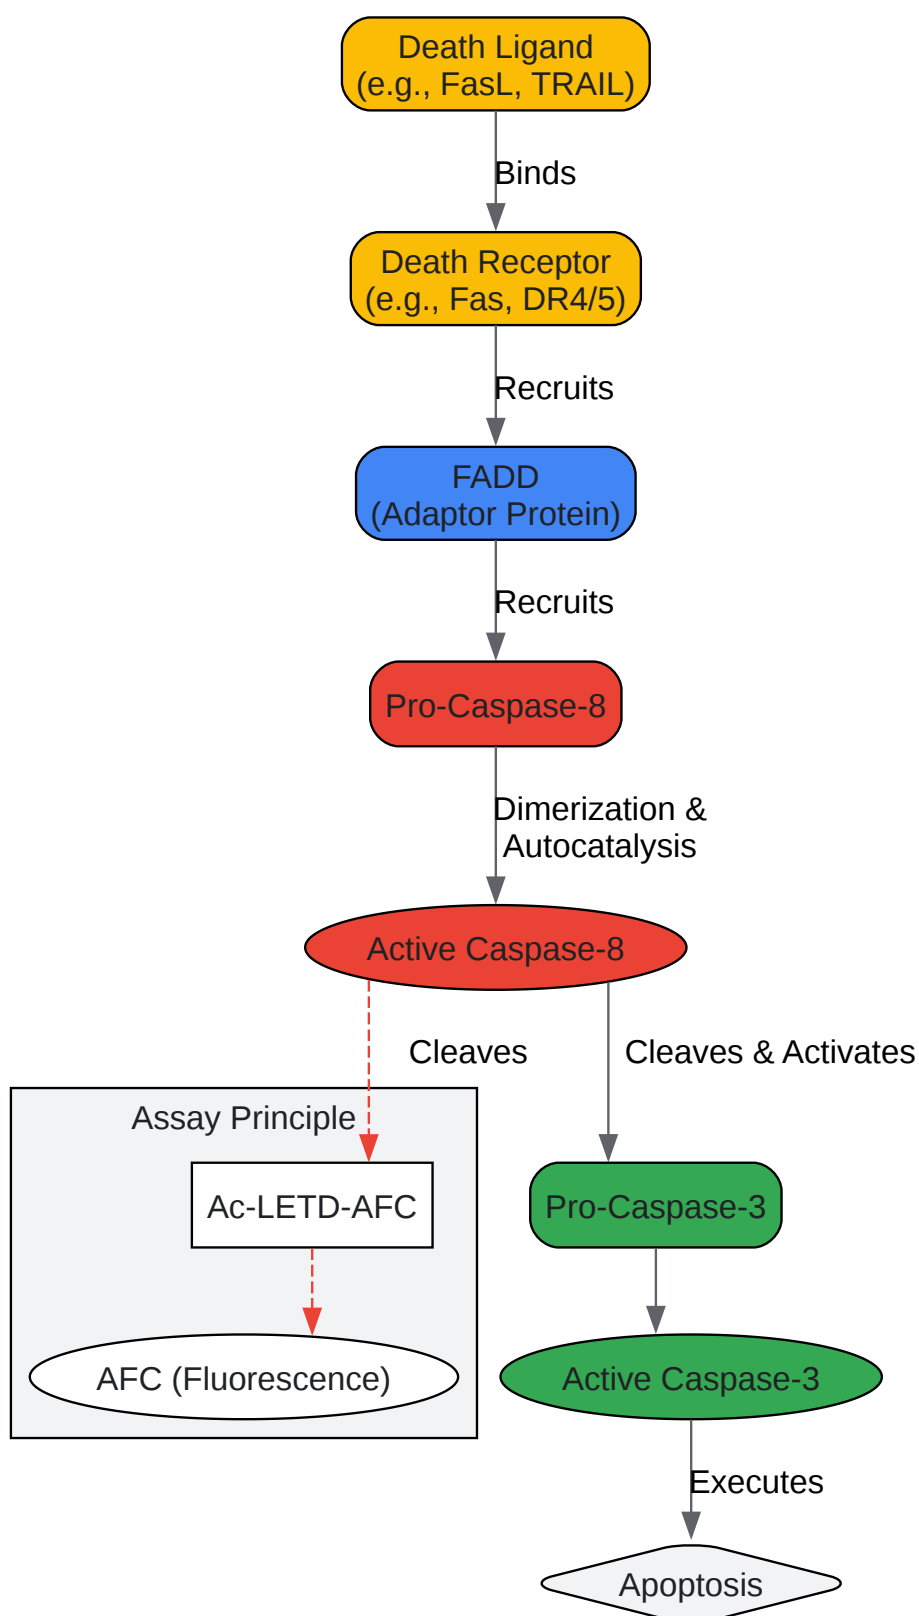 Death Ligand
(e.g., FasL, TRAIL)
Binds
Death Receptor
(e.g., Fas, DR4/5)
Recruits
FADD
(Adaptor Protein)
Recruits
Pro-Caspase-8
Dimerization &
Autocatalysis
Active Caspase-8
Cleaves
Cleaves & Activates
Assay Principle
Ac-LETD-AFC
Pro-Caspase-3
AFC (Fluorescence)
Active Caspase-3
Executes
Apoptosis